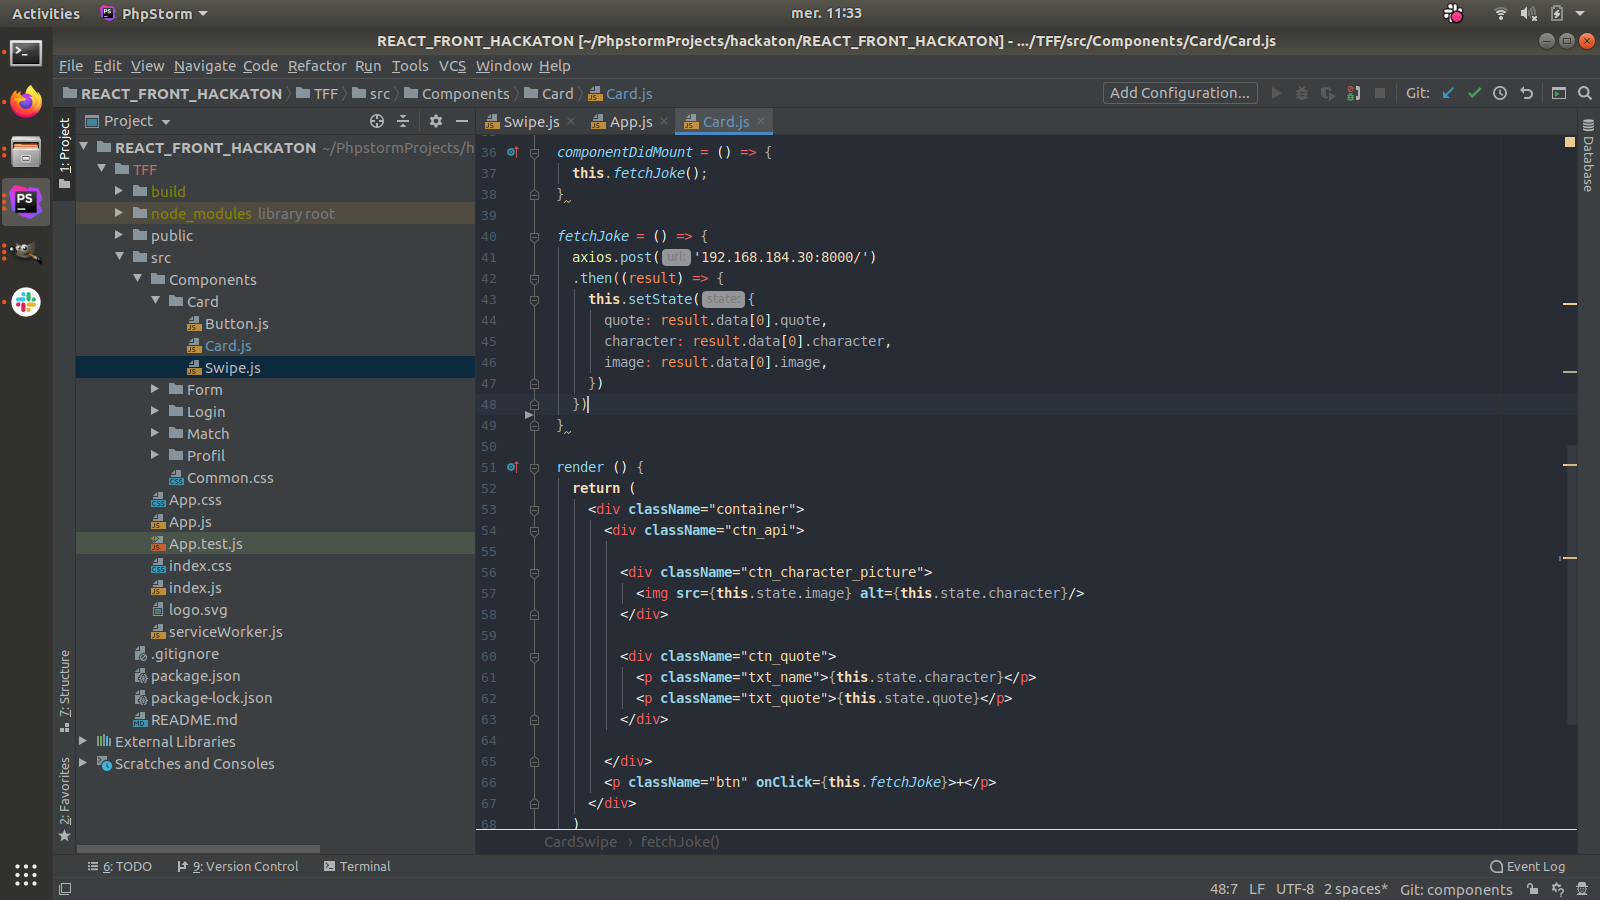 Activities PhpStorm mer. 11:33
REACT_FRONT_HACKATON [~/PhpstormProjects/hackaton/REACT_FRONT_HACKATON] - .../TFF/src/Components/Card/Card.js
File Edit View Navigate Code Refactor Run Tools VCS Window Help
REACT_FRONT_HACKATON TFF src Components Card Card.js Add Configuration... Git:
1: Project
Project
REACT_FRONT_HACKATON ~/PhpstormProjects/h
TFF
build
node_modules library root
public
src
Components
Card
Button.js
Card.js
Swipe.js
Form
Login
Match
Profil
Common.css
App.css
App.js
App.test.js
index.css
index.js
logo.svg
serviceWorker.js
.gitignore
package.json
package-lock.json
README.md
External Libraries
Scratches and Consoles
7: Structure
2: Favorites
Swipe.js App.js Card.js
36 componentDidMount = () => {
37 this.fetchJoke();
38 }
39
40 fetchJoke = () => {
41 axios.post( url: '192.168.184.30:8000/')
42 .then((result) => {
43 this.setState( state: {
44 quote: result.data[0].quote,
45 character: result.data[0].character,
46 image: result.data[0].image,
47 })
48 })
49 }
50
51 render () {
52 return (
53 <div className="container">
54 <div className="ctn_api">
55
56 <div className="ctn_character_picture">
57 <img src={this.state.image} alt={this.state.character}/>
58 </div>
59
60 <div className="ctn_quote">
61 <p className="txt_name">{this.state.character}</p>
62 <p className="txt_quote">{this.state.quote}</p>
63 </div>
64
65 </div>
66 <p className="btn" onClick={this.fetchJoke}>+</p>
67 </div>
68 )
CardSwipe › fetchJoke()
Database
6: TODO 9: Version Control Terminal Event Log
48:7 LF UTF-8 2 spaces* Git: components